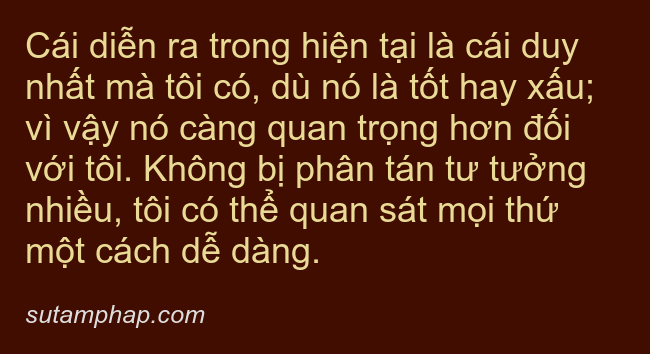 Cái diễn ra trong hiện tại là cái duy
nhất mà tôi có, dù nó là tốt hay xấu;
vì vậy nó càng quan trọng hơn đối
với tôi. Không bị phân tán tư tưởng
nhiều, tôi có thể quan sát mọi thứ
một cách dễ dàng.
sutamphap.com